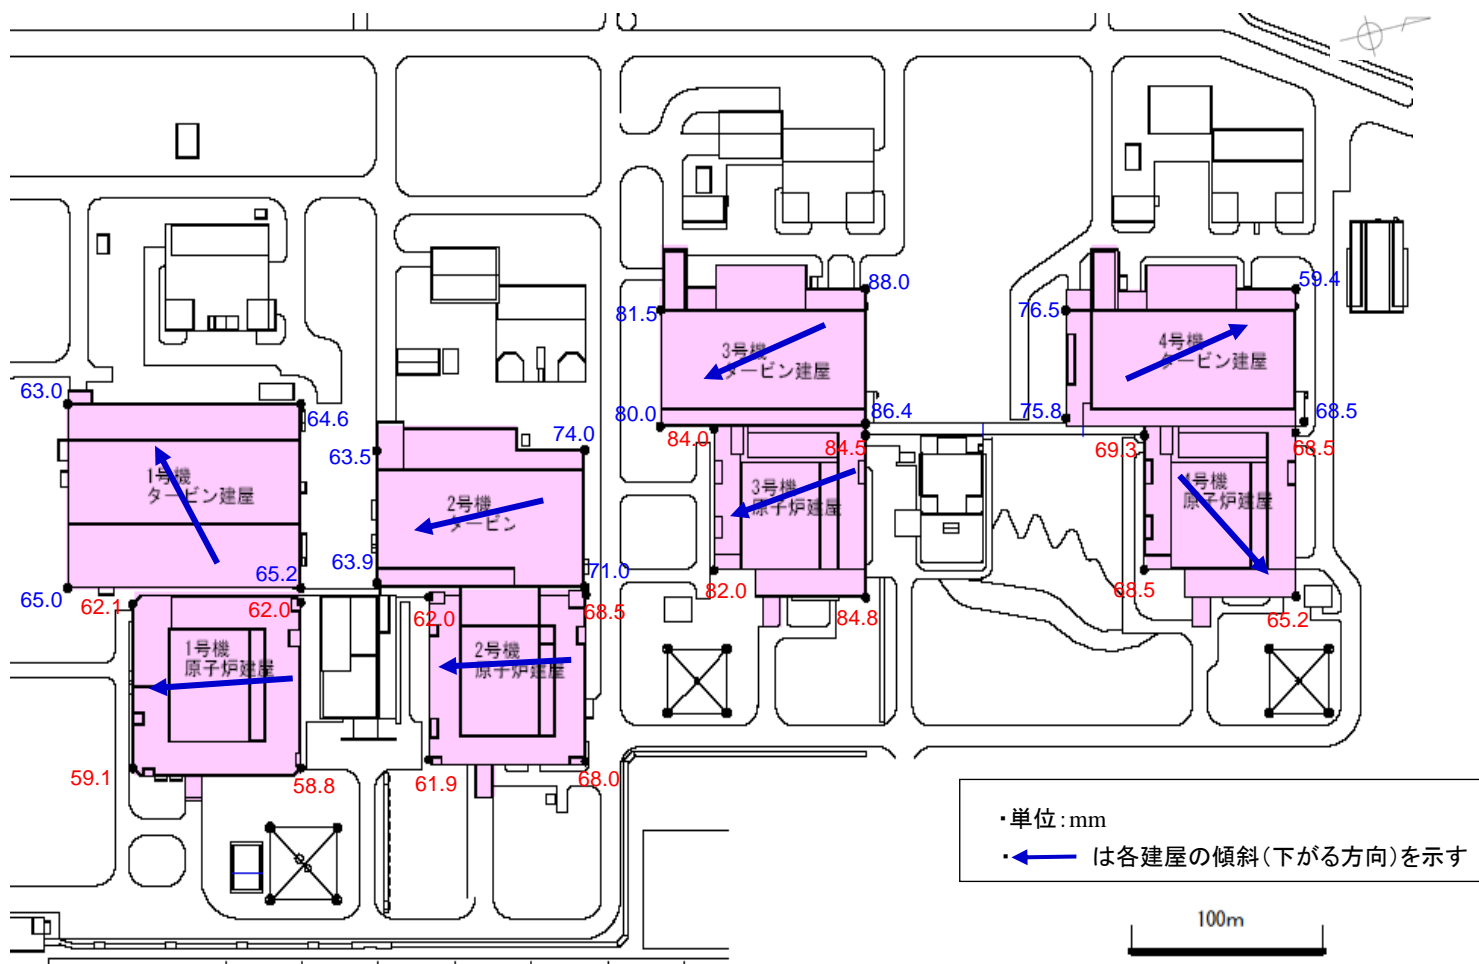 59.4
88.0
81.5
76.5
3号機
タービン建屋
4号機
タービン建屋
63.0
64.6
80.0
86.4
75.8
68.5
84.0
84.5
69.3
68.5
63.5
74.0
1号機
タービン建屋
2号機
タービン
3号機
原子炉建屋
4号機
原子炉建屋
65.0
65.2
63.9
71.0
82.0
84.8
68.5
65.2
62.1
62.0
62.0
68.5
1号機
原子炉建屋
2号機
原子炉建屋
59.1
58.8
61.9
68.0
・単位:mm
・ は各建屋の傾斜(下がる方向)を示す
100m